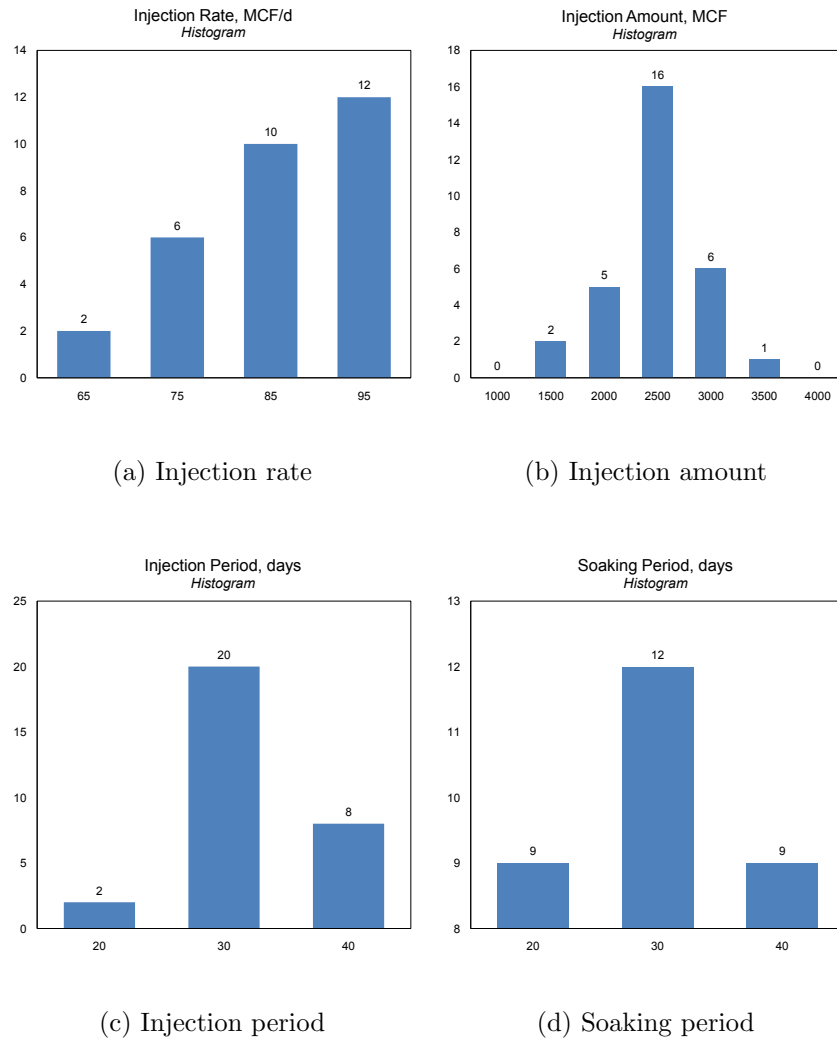 Injection Rate, MCF/d
Histogram
14
12
10
8
6
4
2
0
2
6
10
12
65 75 85 95
(a) Injection rate
Injection Amount, MCF
Histogram
18
16
14
12
10
8
6
4
2
0
0
2
5
16
6
1
0
1000 1500 2000 2500 3000 3500 4000
(b) Injection amount
Injection Period, days
Histogram
25
20
15
10
5
0
2
20
8
20 30 40
(c) Injection period
Soaking Period, days
Histogram
13
12
11
10
9
8
9
12
9
20 30 40
(d) Soaking period